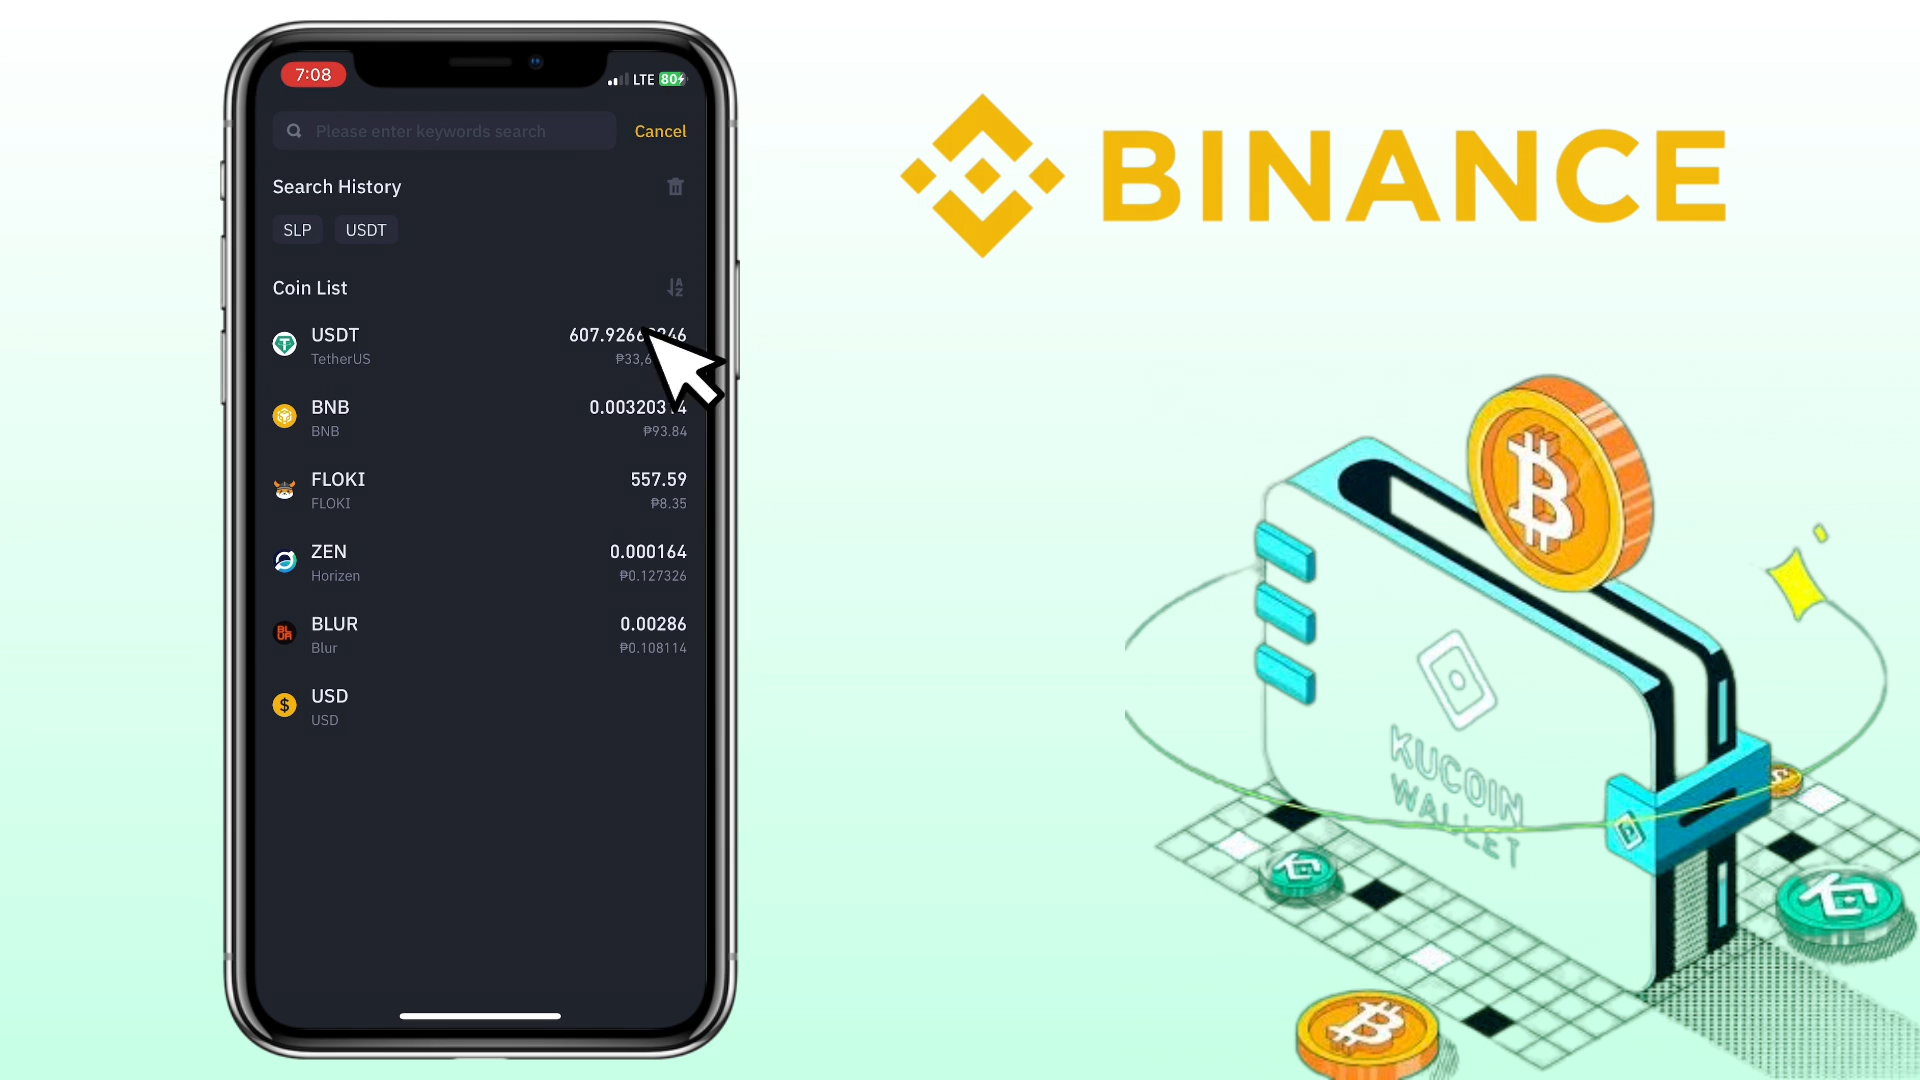 7:08
LTE 80
Please enter keywords search
Cancel
Search History
SLP
USDT
Coin List
USDT
TetherUS
BNB
0.00320314
BNB
₱93.84
FLOKI
557.59
FLOKI
₱8.35
ZEN
0.000164
Horizen
₱0.127326
BLUR
0.00286
Blur
₱0.108114
USD
USD
BINANCE
KUCOIN
WALLET